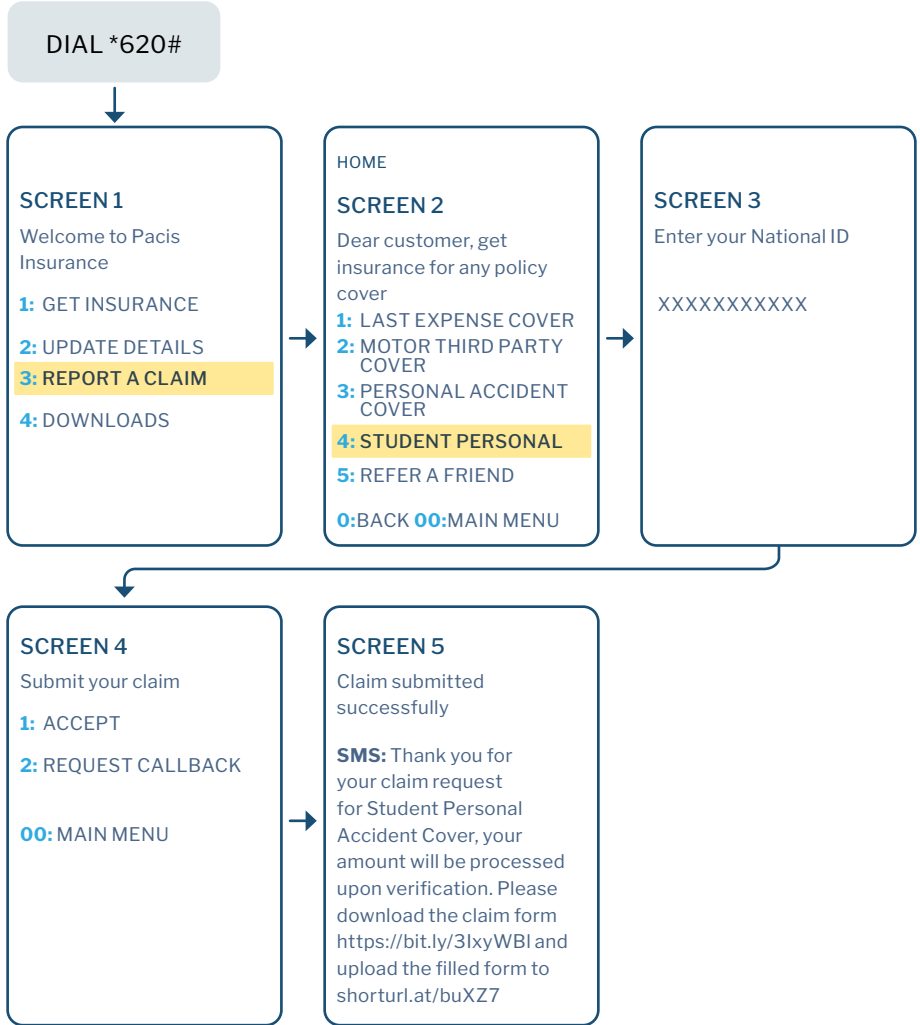 DIAL *620#
SCREEN 1
Welcome to Pacis
Insurance
1: GET INSURANCE
2: UPDATE DETAILS
3: REPORT A CLAIM
4: DOWNLOADS
HOME
SCREEN 2
Dear customer, get
insurance for any policy
cover
1: LAST EXPENSE COVER
2: MOTOR THIRD PARTY
COVER
3: PERSONAL ACCIDENT
COVER
4: STUDENT PERSONAL
5: REFER A FRIEND
0:BACK 00:MAIN MENU
SCREEN 3
Enter your National ID
XXXXXXXXXXX
SCREEN 4
Submit your claim
1: ACCEPT
2: REQUEST CALLBACK
00: MAIN MENU
SCREEN 5
Claim submitted
successfully
SMS: Thank you for
your claim request
for Student Personal
Accident Cover, your
amount will be processed
upon verification. Please
download the claim form
https://bit.ly/3IxyWBl and
upload the filled form to
shorturl.at/buXZ7